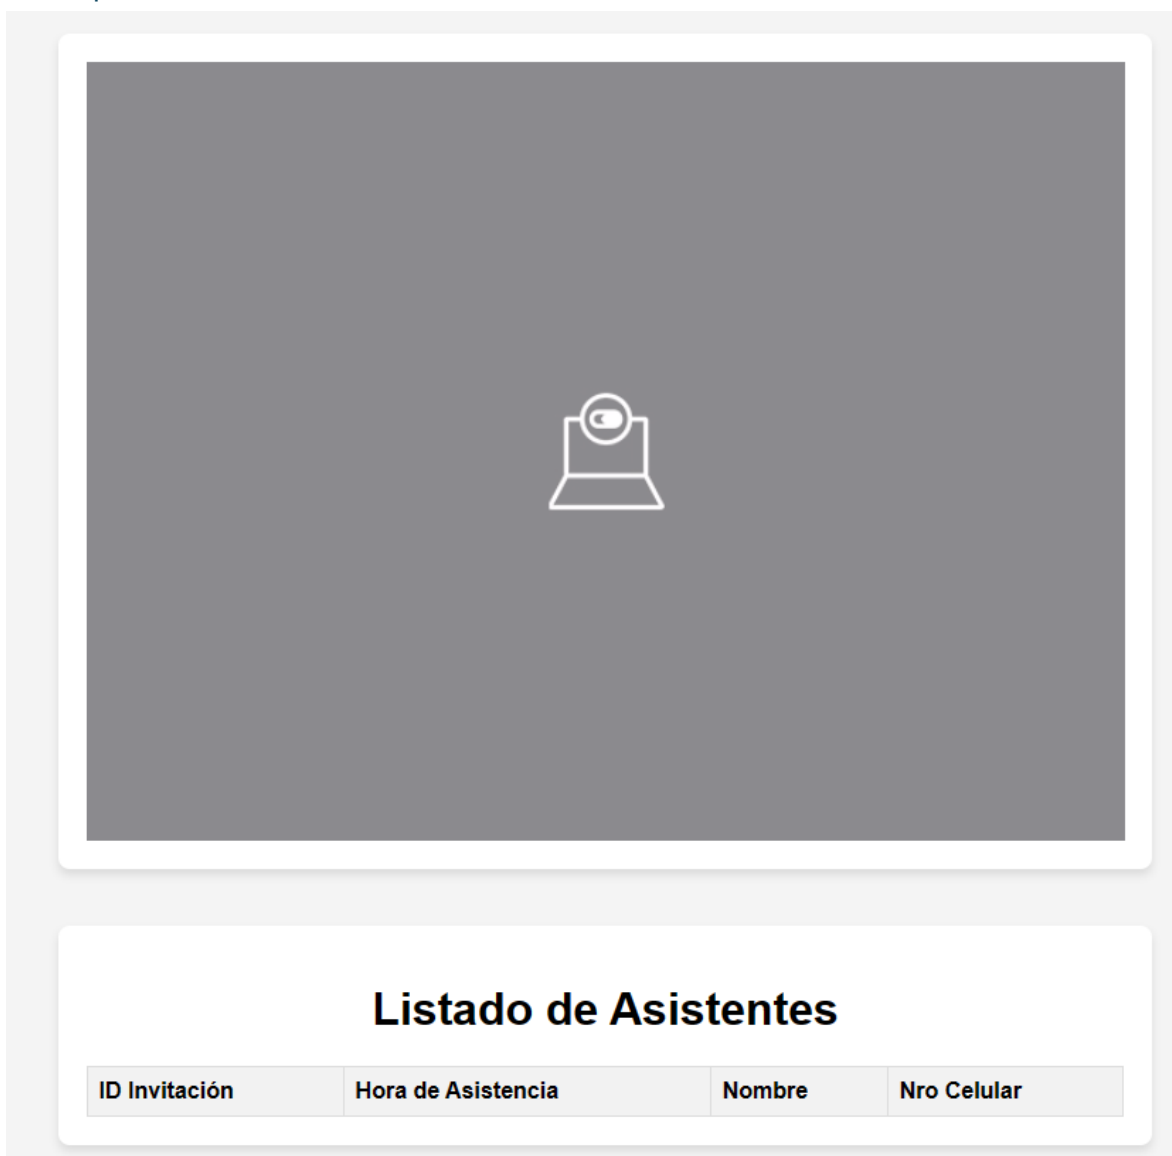 Listado de Asistentes
ID Invitación Hora de Asistencia Nombre Nro Celular